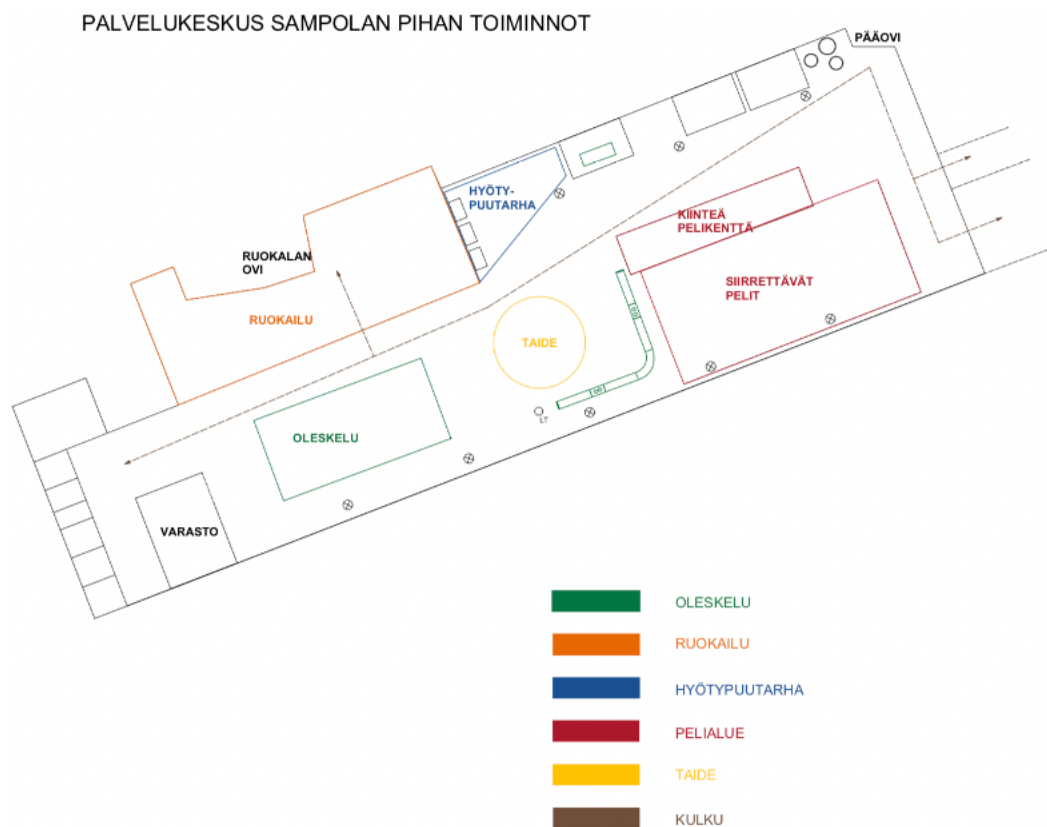 PALVELUKESKUS SAMPOLAN PIHAN TOIMINNOT
PÄÄOVI
HYÖTY-
PUUTARHA
KIINTEÄ
PELIKENTTÄ
RUOKALAN
OVI
SIIRRETTÄVÄT
PELIT
RUOKAILU
TAIDE
LT
OLESKELU
VARASTO
OLESKELU
RUOKAILU
HYÖTYPUUTARHA
PELIALUE
TAIDE
KULKU